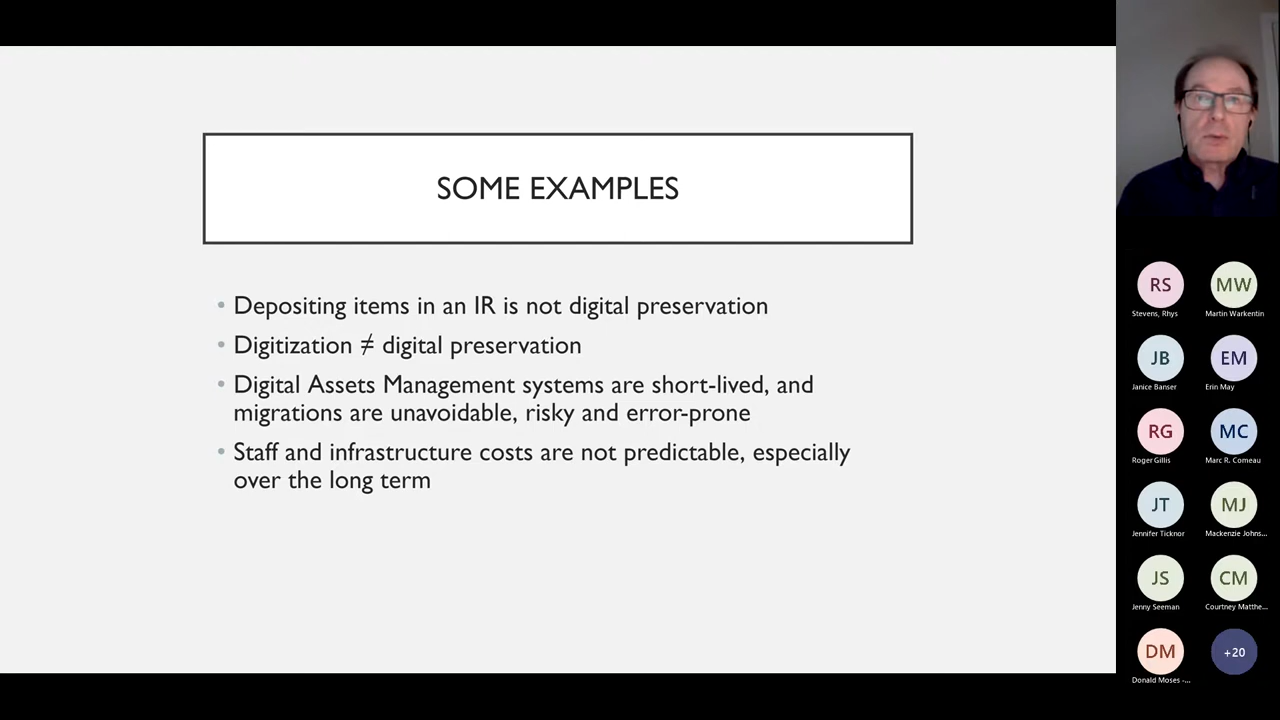 SOME EXAMPLES
• Depositing items in an IR is not digital preservation
• Digitization ≠ digital preservation
• Digital Assets Management systems are short-lived, and
migrations are unavoidable, risky and error-prone
• Staff and infrastructure costs are not predictable, especially
over the long term
RS
MW
Stevens, Rhys
Martin Warkentin
JB
EM
Janice Banser
Erin May
RG
MC
Roger Gillis
Marc R. Comeau
JT
MJ
Jennifer Ticknor
Mackenzie Johns...
JS
CM
Jenny Seeman
Courtney Matthe...
DM
+20
Donald Moses -...